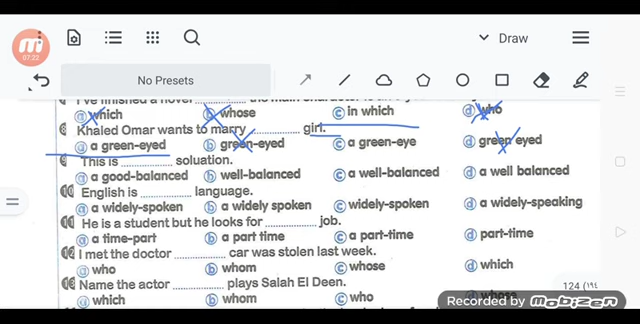 07:22
Draw
No Presets
I've finished a novel ............ the main character is
a which b whose c in which d who
Khaled Omar wants to marry ............ girl.
a a green-eyed b green-eyed c a green-eye d green eyed
This is ............ soluation.
a a good-balanced b well-balanced c a well-balanced d a well balanced
English is ............ language.
a a widely-spoken b a widely spoken c widely-spoken d a widely-speaking
He is a student but he looks for ............ job.
a a time-part b a part time c a part-time d part-time
I met the doctor ............ car was stolen last week.
a who b whom c whose d which
Name the actor ............ plays Salah El Deen.
a which b whom c who d whose
124 (١٢٤
Recorded by Mobizen